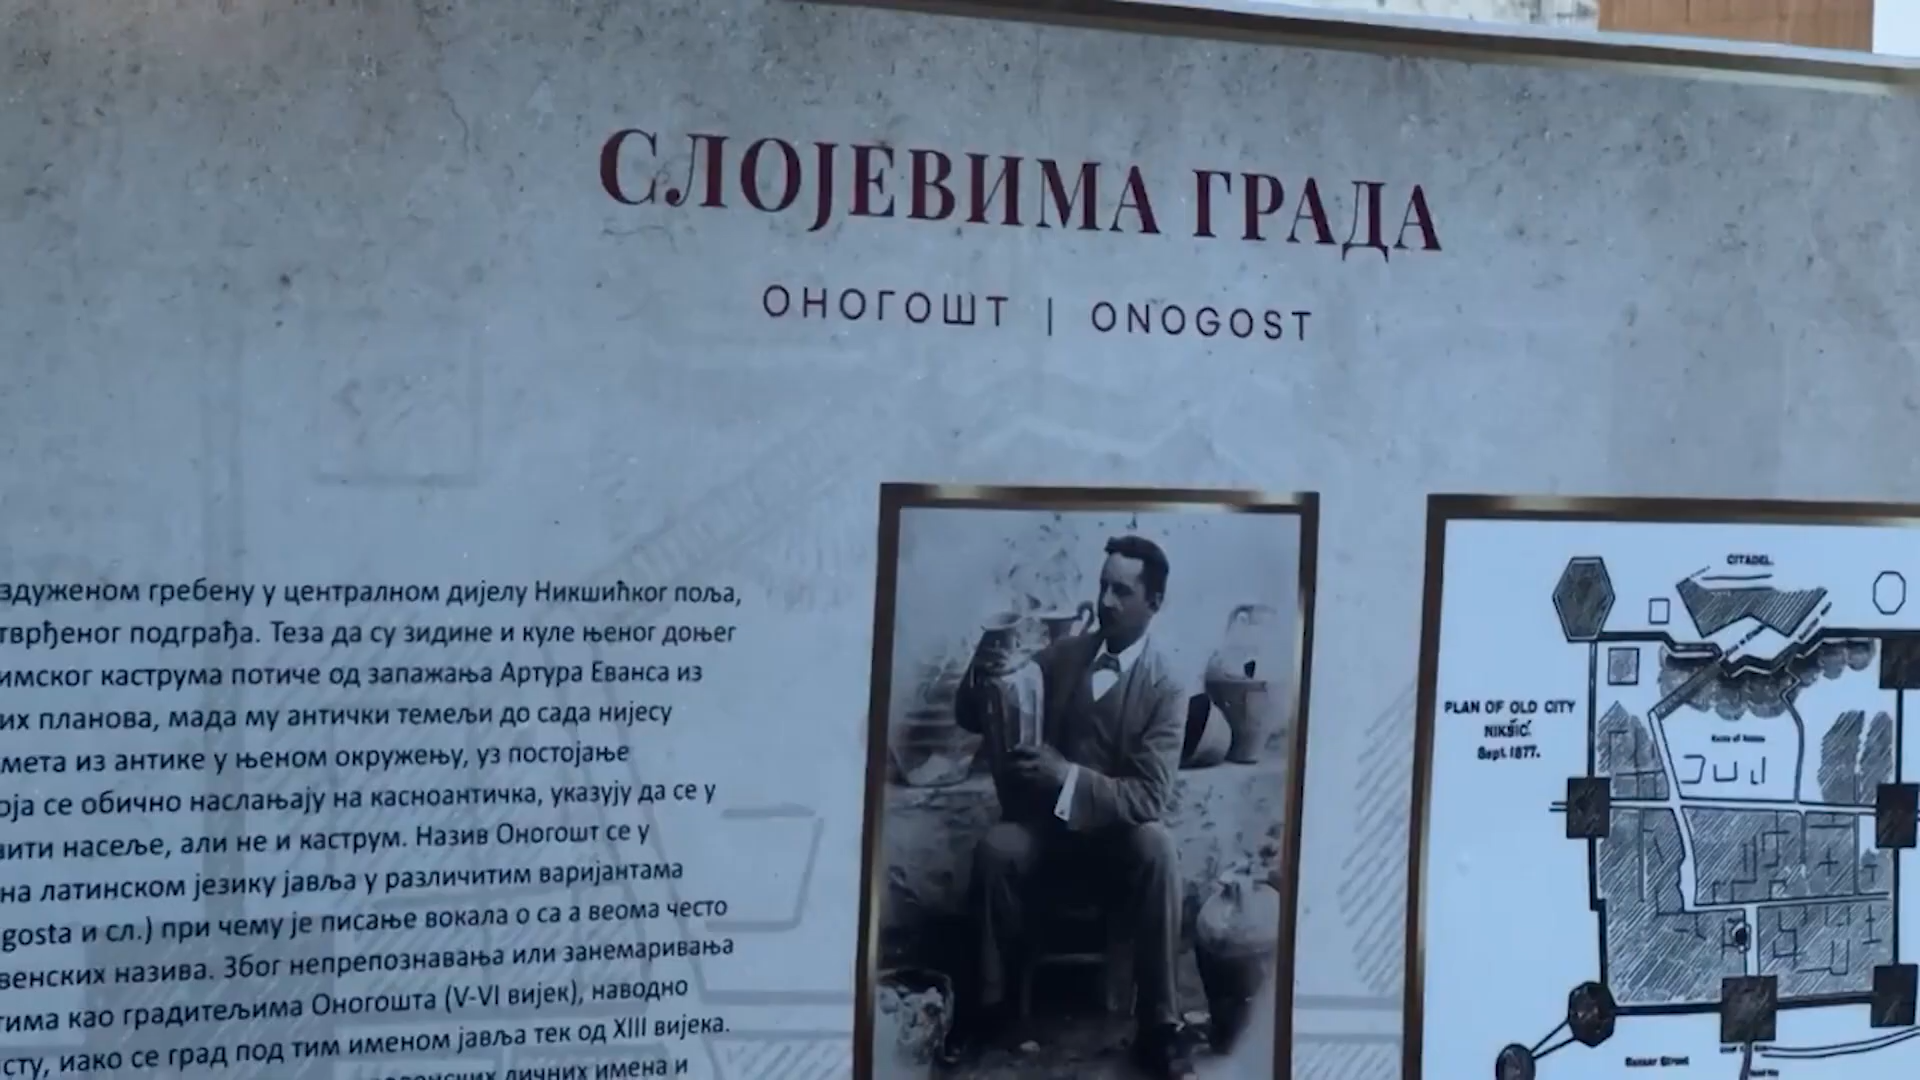 СЛОЈЕВИМА ГРАДА
ОНОГОШТ | ONOGOST
здуженом гребену у централном дијелу Никшићког поља,
тврђеног подграђа. Теза да су зидине и куле њеног доњег
имског каструма потиче од запажања Артура Еванса из
их планова, мада му антички темељи до сада нијесу
мета из антике у њеном окружењу, уз постојање
оја се обично наслањају на касноантичка, указују да се у
вити насеље, али не и каструм. Назив Оногошт се у
на латинском језику јавља у различитим варијантама
gosta и сл.) при чему је писање вокала о са а веома често
венских назива. Због непрепознавања или занемаривања
тима као градитељима Оногошта (V-VI вијек), наводно
сту, иако се град под тим именом јавља тек од XIII вијека.
личних имена и
CITADEL.
PLAN OF OLD CITY
NIKŠIĆ.
Sept. 1877.
Bazaar Street